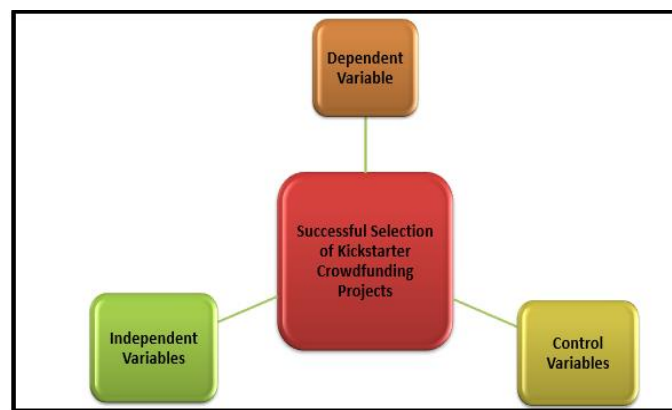 Dependent
Variable
Successful Selection
of Kickstarter
Crowdfunding
Projects
Independent
Variables
Control
Variables